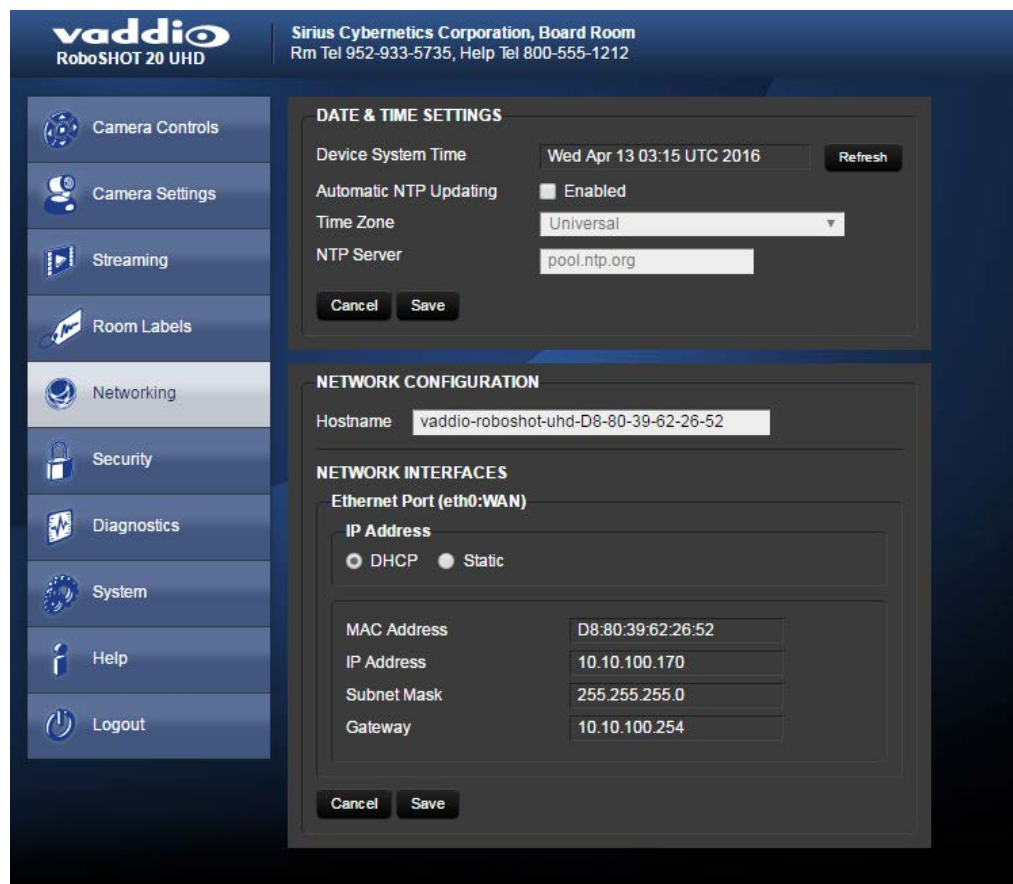 vaddio
RoboSHOT 20 UHD
Sirius Cybernetics Corporation, Board Room
Rm Tel 952-933-5735, Help Tel 800-555-1212
Camera Controls
Camera Settings
Streaming
Room Labels
Networking
Security
Diagnostics
System
Help
Logout
DATE & TIME SETTINGS
Device System Time Wed Apr 13 03:15 UTC 2016 Refresh
Automatic NTP Updating Enabled
Time Zone Universal
NTP Server pool.ntp.org
Cancel Save
NETWORK CONFIGURATION
Hostname vaddio-roboshot-uhd-D8-80-39-62-26-52
NETWORK INTERFACES
Ethernet Port (eth0:WAN)
IP Address
DHCP Static
MAC Address D8:80:39:62:26:52
IP Address 10.10.100.170
Subnet Mask 255.255.255.0
Gateway 10.10.100.254
Cancel Save